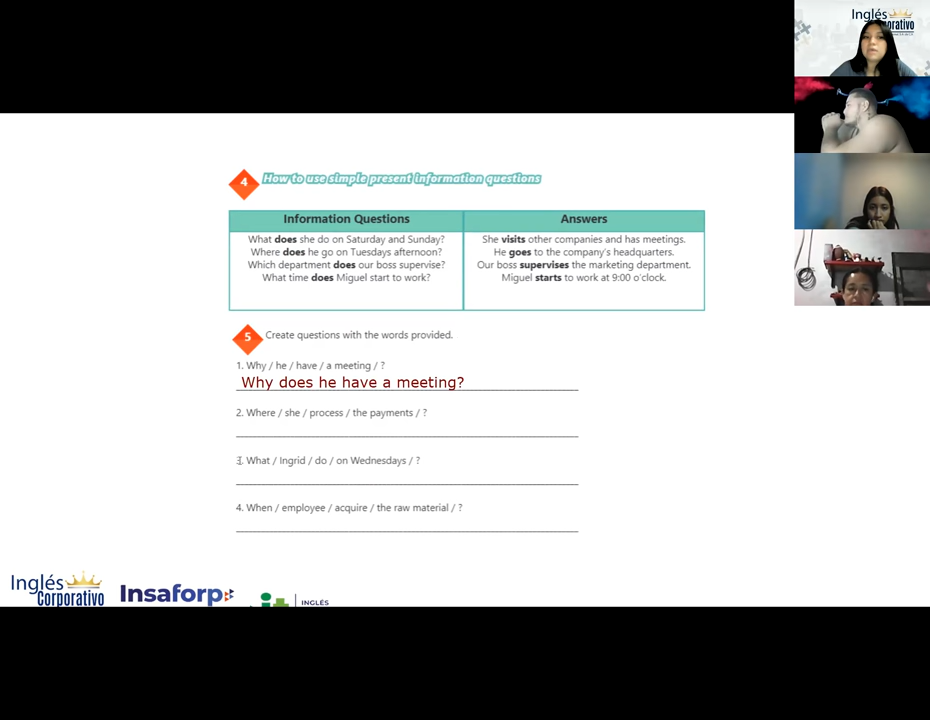 Inglés
Corporativo
4 How to use simple present information questions
Information Questions Answers
What does she do on Saturday and Sunday? She visits other companies and has meetings.
Where does he go on Tuesdays afternoon? He goes to the company's headquarters.
Which department does our boss supervise? Our boss supervises the marketing department.
What time does Miguel start to work? Miguel starts to work at 9:00 o'clock.
5 Create questions with the words provided.
1. Why / he / have / a meeting / ?
Why does he have a meeting?
2. Where / she / process / the payments / ?
3. What / Ingrid / do / on Wednesdays / ?
4. When / employee / acquire / the raw material / ?
Inglés
Corporativo
Insaforp
INGLÉS